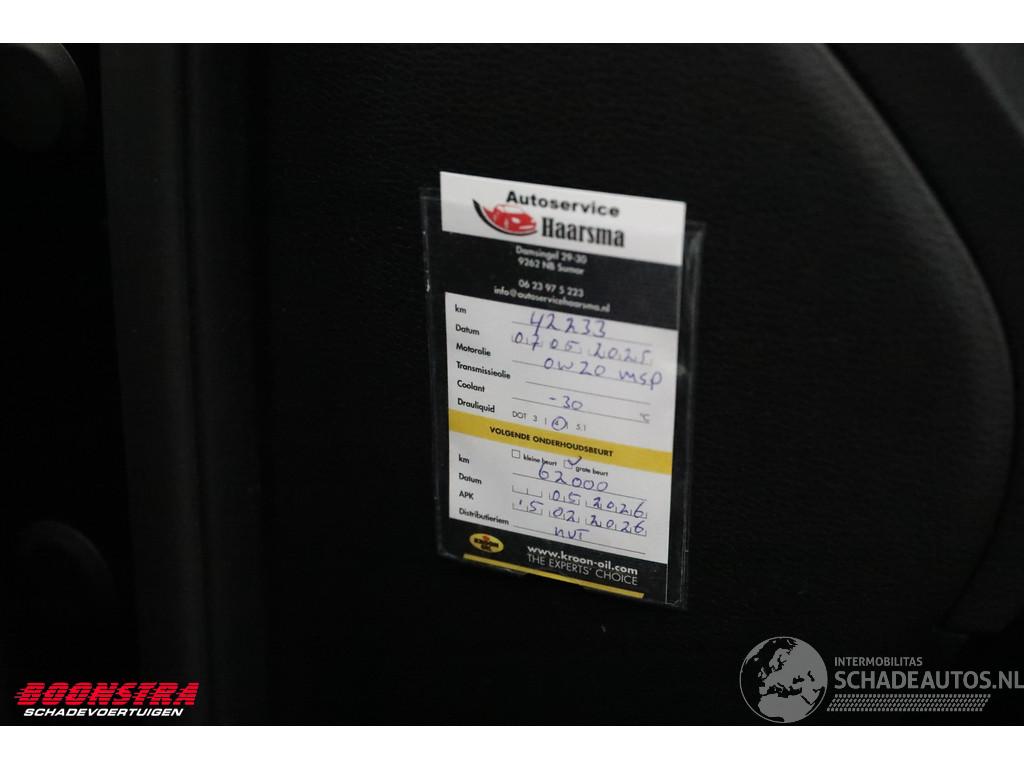 Autoservice
Haarsma
Damsingel 29-30
9262 NB Sumar
06 23 97 5 223
info@autoservicehaarsma.nl
km 42233
Datum 07 05 2025
Motorolie 0W20 MSP
Transmissieolie
Coolant -30 °C
Drauliquid DOT 3 | 4 | 5.1
VOLGENDE ONDERHOUDSBEURT
kleine beurt grote beurt
km 62000
Datum 05 2026
APK 15 02 2026
Distributieriem NVT
KROON OIL
www.kroon-oil.com
THE EXPERTS' CHOICE
BOONSTRA
SCHADEVOERTUIGEN
INTERMOBILITAS
SCHADEAUTOS.NL